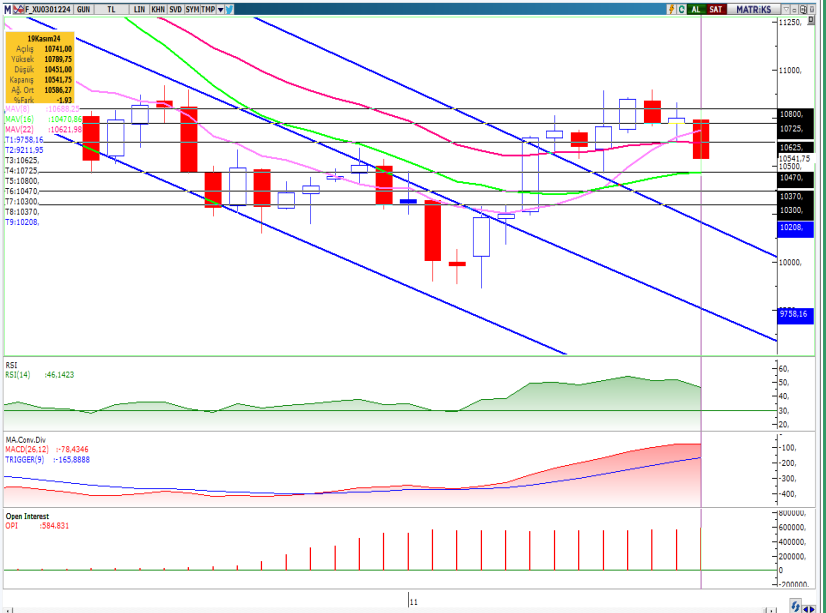 M F_XU0301224 GUN TL LIN KHN SVD SYM TMP C AL SAT MATRİKS
19Kasım24
Açılış 10741,00
Yüksek 10789,75
Düşük 10451,00
Kapanış 10541,75
Ağ. Ort 10586,27
%Fark -1.93
MAV(8) :10688.25
MAV(16) :10470.86
MAV(22) :10621.98
T1:9758.16
T2:9211.95
T3:10625,
T4:10725
T5:10800,
T6:10470,
T7:10300,
T8:10370,
T9:10208,
11250,
11000,
10800,
10725,
10625,
10541.75
10500,
10470,
10370,
10300,
10208,
10000,
9758,16
RSI
RSI(14) :46,1423
60,
50,
40,
30,
20,
MA.Conv.Div
MACD(26,12) :-78,4346
TRIGGER(9) :-165.8888
-100,
-200,
-300,
-400,
Open Interest
OPI :584.831
800000,
600000,
400000,
200000,
0
-200000,
11